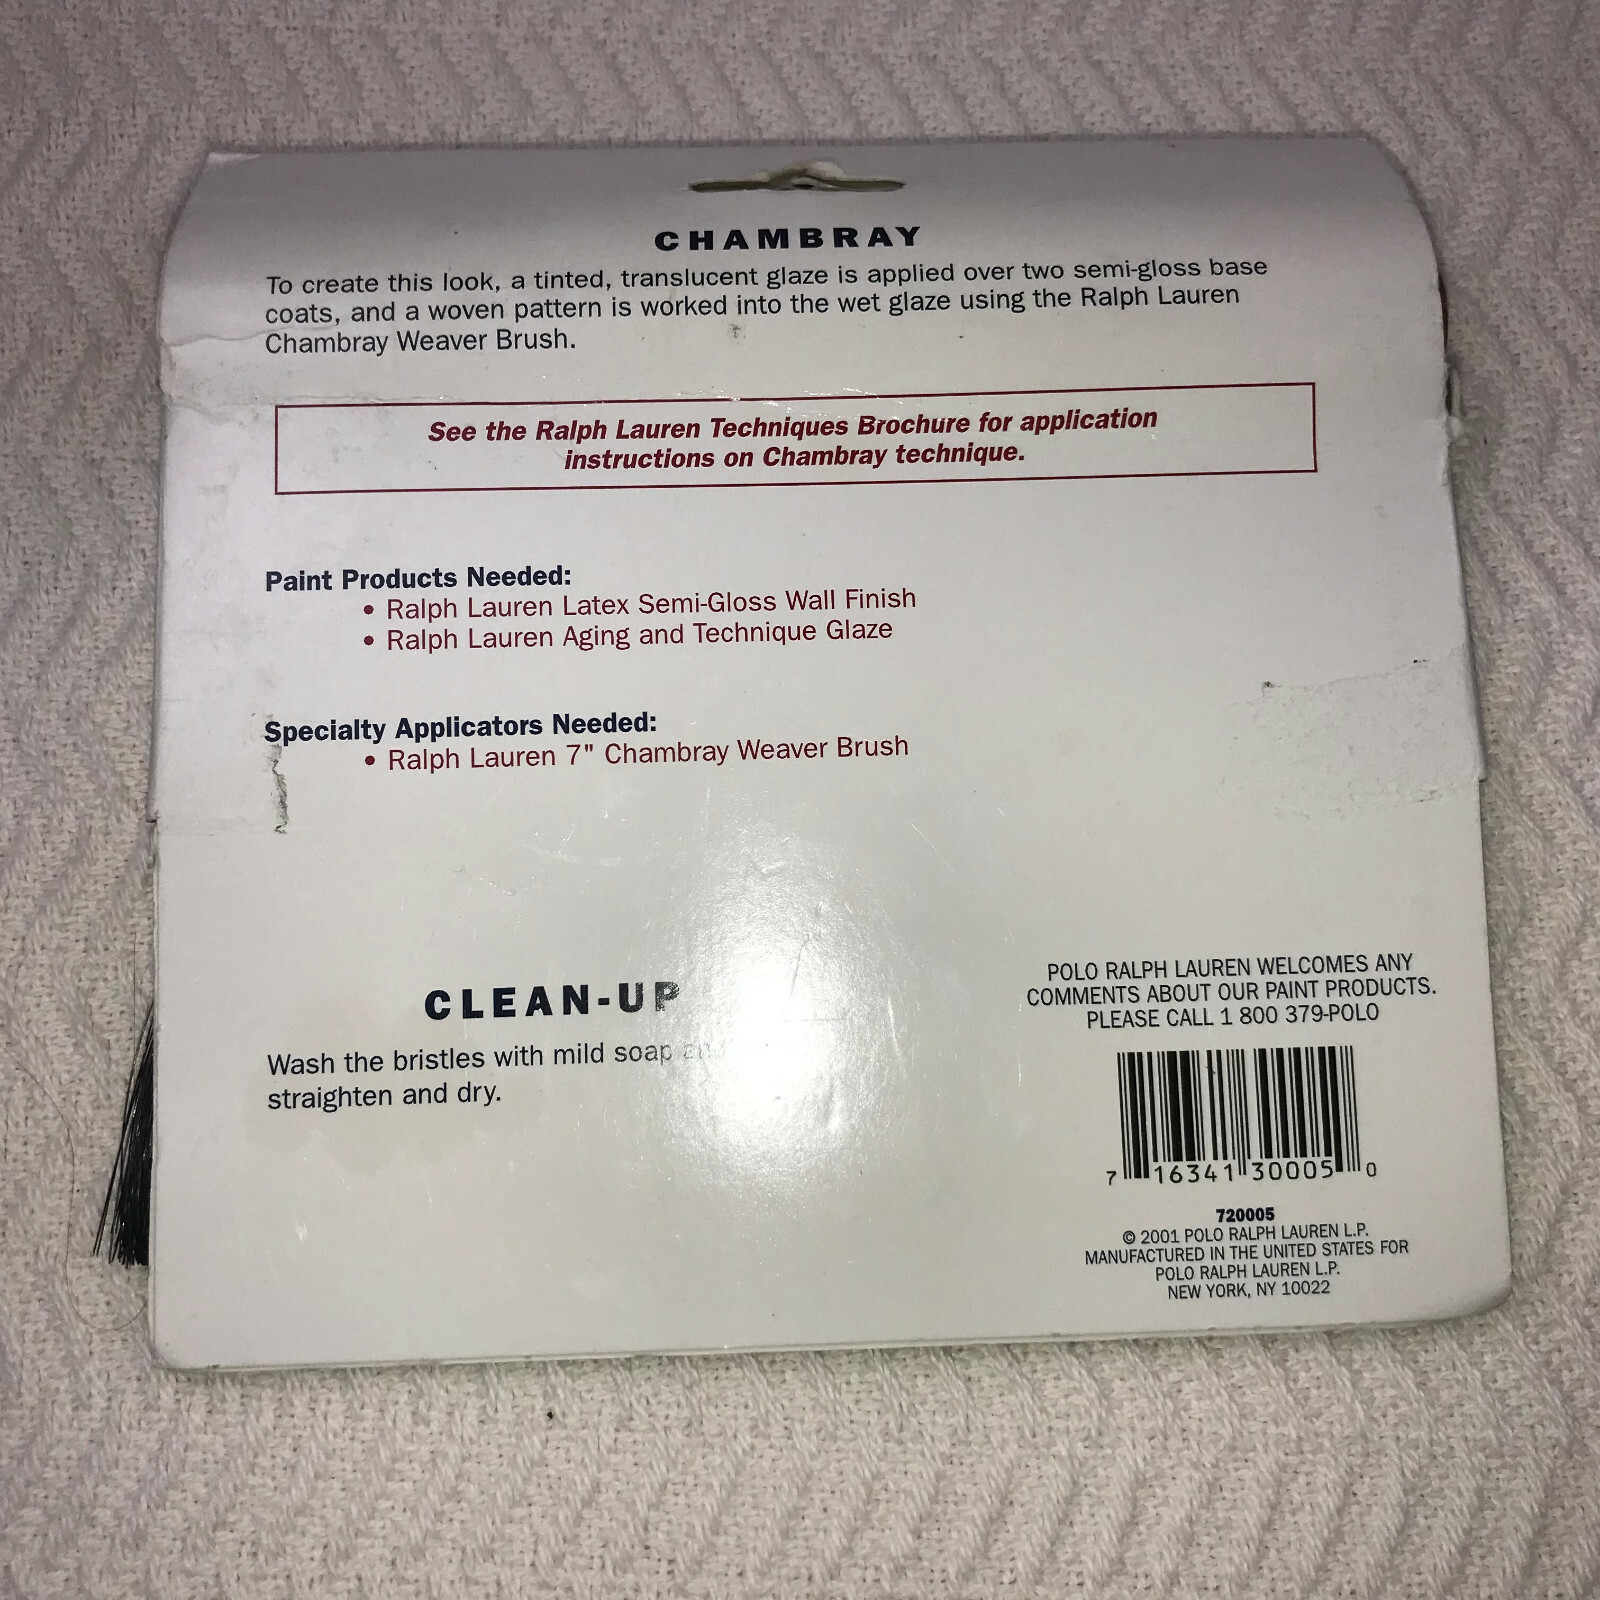 CHAMBRAY
To create this look, a tinted, translucent glaze is applied over two semi-gloss base
coats, and a woven pattern is worked into the wet glaze using the Ralph Lauren
Chambray Weaver Brush.
See the Ralph Lauren Techniques Brochure for application
instructions on Chambray technique.
Paint Products Needed:
• Ralph Lauren Latex Semi-Gloss Wall Finish
• Ralph Lauren Aging and Technique Glaze
Specialty Applicators Needed:
• Ralph Lauren 7" Chambray Weaver Brush
CLEAN-UP
Wash the bristles with mild soap and
straighten and dry.
POLO RALPH LAUREN WELCOMES ANY
COMMENTS ABOUT OUR PAINT PRODUCTS.
PLEASE CALL 1 800 379-POLO
7 16341 30005 0
720005
© 2001 POLO RALPH LAUREN L.P.
MANUFACTURED IN THE UNITED STATES FOR
POLO RALPH LAUREN L.P.
NEW YORK, NY 10022